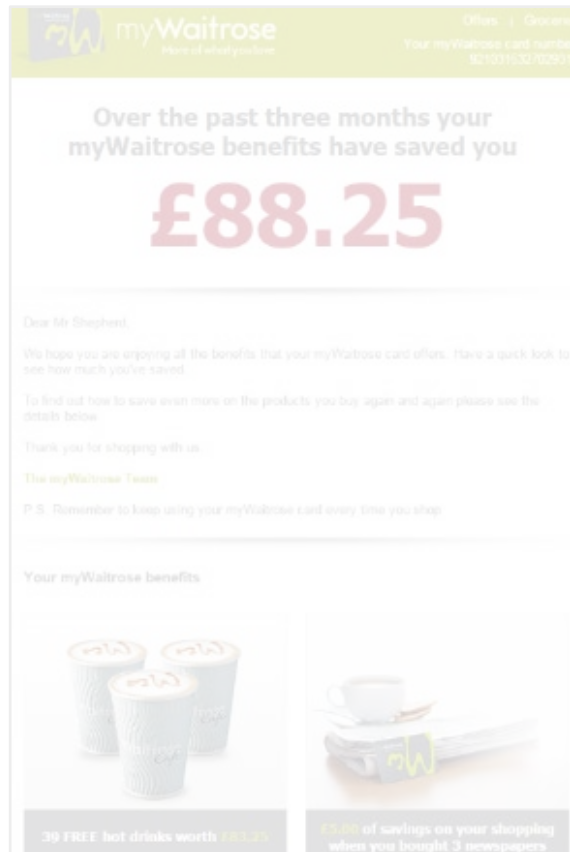 myWaitrose
More of what you love
Offers | Grocerie
Your myWaitrose card numbe
Over the past three months your
myWaitrose benefits have saved you
£88.25
Dear Mr Shepherd,
We hope you are enjoying all the benefits that your myWaitrose card offers. Have a quick look to
see how much you've saved.
To find out how to save even more on the products you buy again and again please see the
details below.
Thank you for shopping with us.
The myWaitrose Team
P.S. Remember to keep using your myWaitrose card every time you shop
Your myWaitrose benefits
39 FREE hot drinks worth £83.25
£5.00 of savings on your shopping
when you bought 3 newspapers